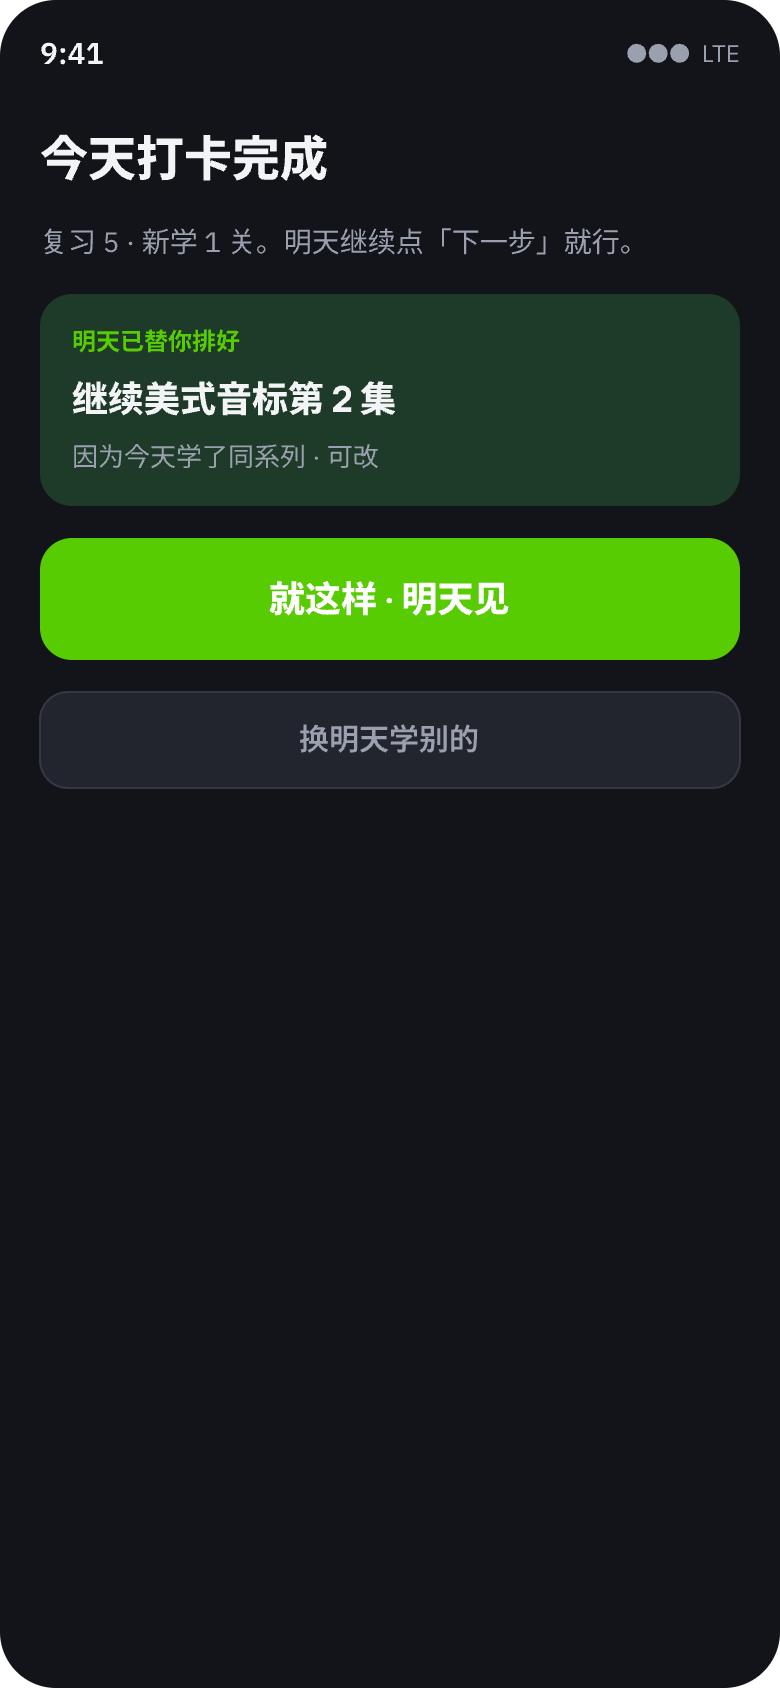 9:41
LTE
今天打卡完成
复习 5 · 新学 1 关。明天继续点「下一步」就行。
明天已替你排好
继续美式音标第 2 集
因为今天学了同系列 · 可改
就这样 · 明天见
换明天学别的